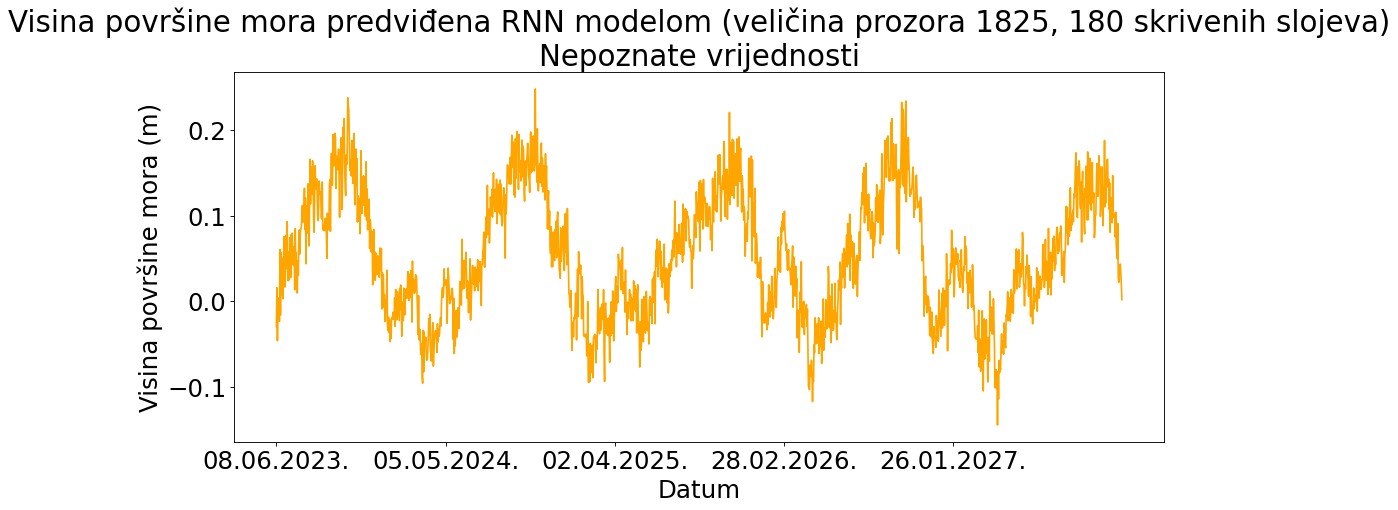 Visina površine mora predviđena RNN modelom (veličina prozora 1825, 180 skrivenih slojeva)
Nepoznate vrijednosti
Visina površine mora (m)
0.2
0.1
0.0
−0.1
08.06.2023. 05.05.2024. 02.04.2025. 28.02.2026. 26.01.2027.
Datum